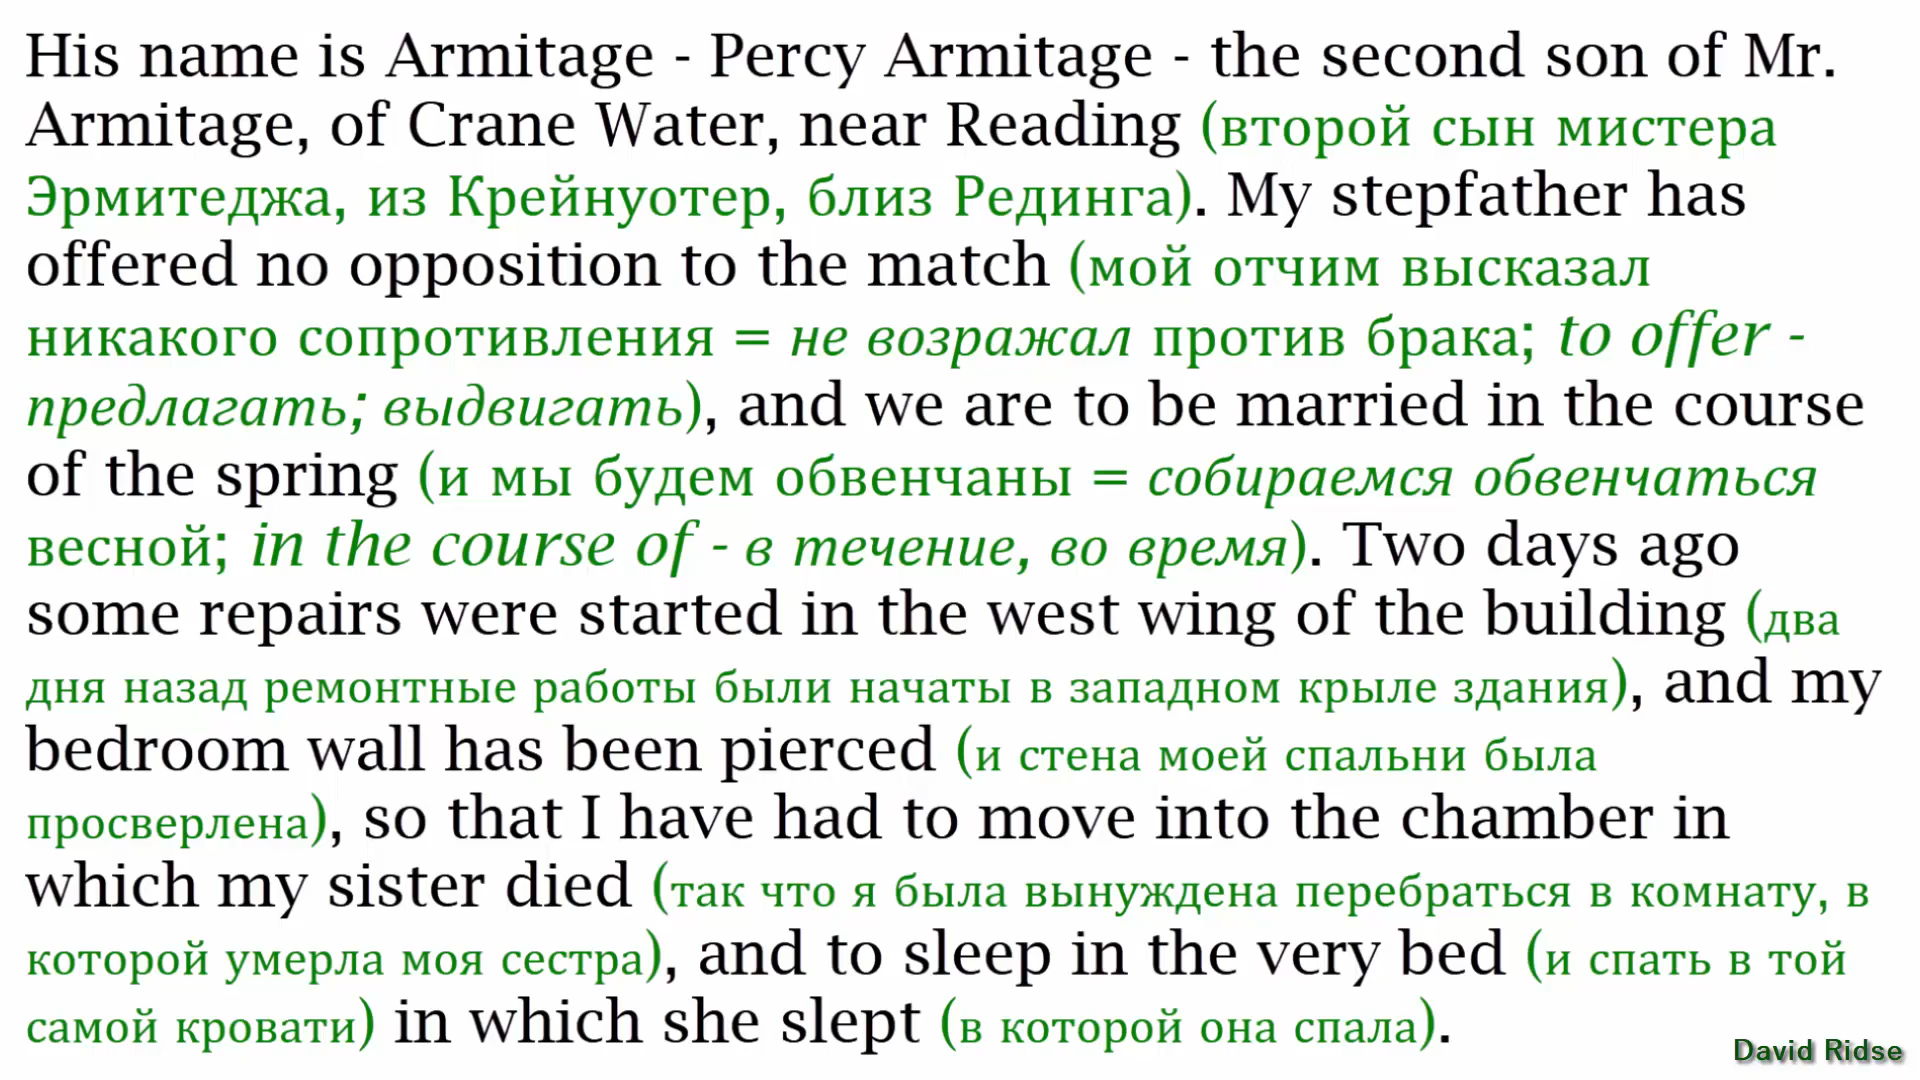 His name is Armitage - Percy Armitage - the second son of Mr.
Armitage, of Crane Water, near Reading (второй сын мистера
Эрмитеджа, из Крейнуотер, близ Рединга). My stepfather has
offered no opposition to the match (мой отчим высказал
никакого сопротивления = не возражал против брака; to offer -
предлагать; выдвигать), and we are to be married in the course
of the spring (и мы будем обвенчаны = собираемся обвенчаться
весной; in the course of - в течение, во время). Two days ago
some repairs were started in the west wing of the building (два
дня назад ремонтные работы были начаты в западном крыле здания), and my
bedroom wall has been pierced (и стена моей спальни была
просверлена), so that I have had to move into the chamber in
which my sister died (так что я была вынуждена перебраться в комнату, в
которой умерла моя сестра), and to sleep in the very bed (и спать в той
самой кровати) in which she slept (в которой она спала).
David Ridse